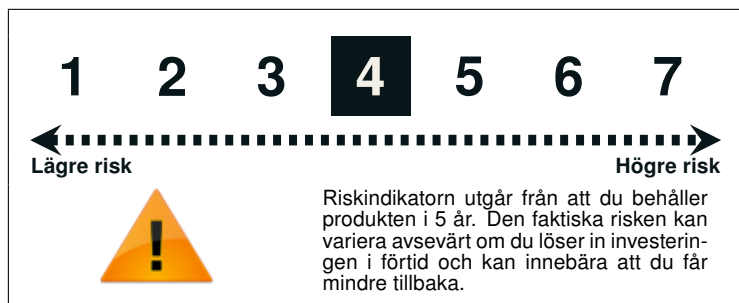 1 2 3 4 5 6 7
Lägre risk Högre risk
Riskindikatorn utgår från att du behåller
produkten i 5 år. Den faktiska risken kan
variera avsevärt om du löser in investerin-
gen i förtid och kan innebära att du får
mindre tillbaka.